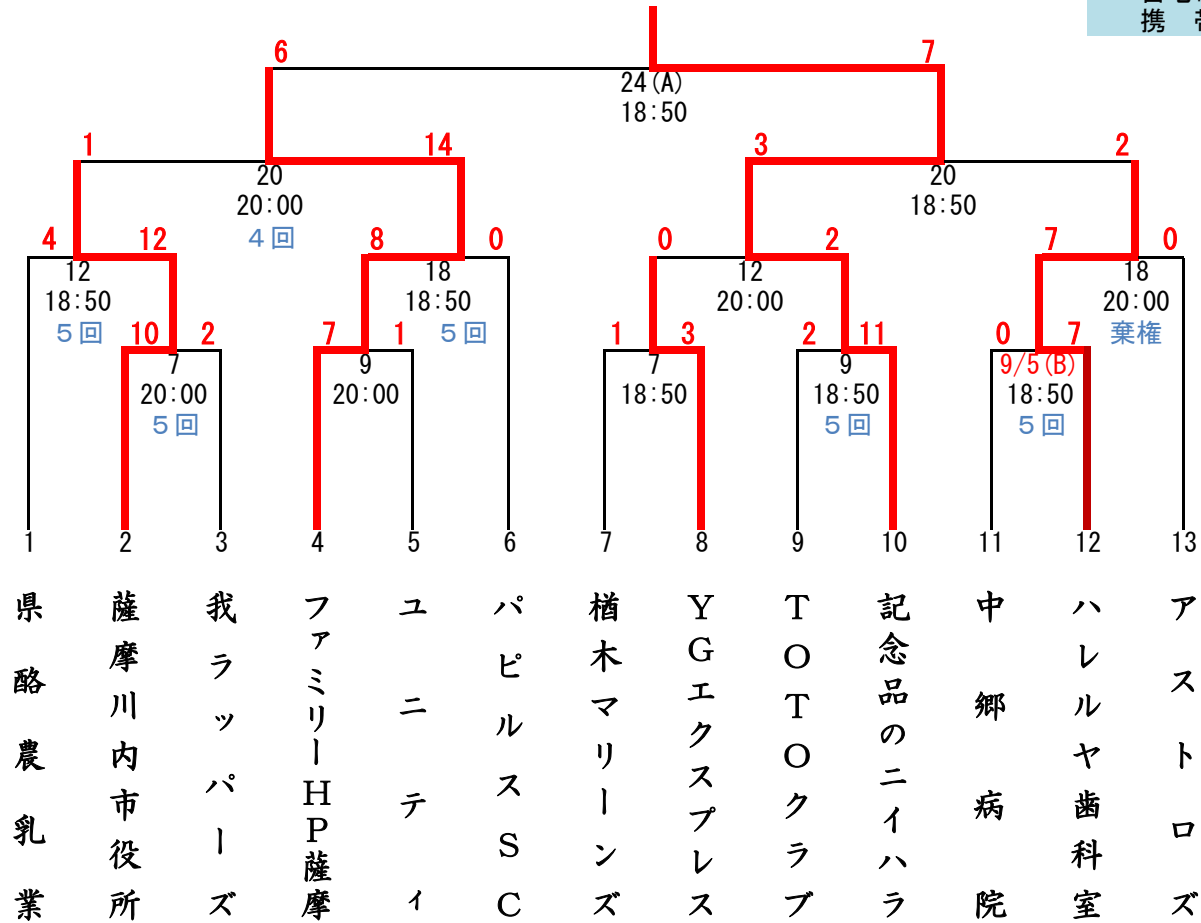 携
6
7
24(A)
18:50
1
14
3
2
20
20:00
4回
20
18:50
4
12
8
0
0
2
7
0
12
18:50
5回
18
18:50
5回
12
20:00
18
20:00
棄権
10
2
7
1
1
3
2
11
0
7
7
20:00
5回
9
20:00
7
18:50
9
18:50
5回
9/5(B)
18:50
5回
1
2
3
4
5
6
7
8
9
10
11
12
13
県酪農乳業
薩摩川内市役所
我ラッパーズ
ファミリーHP薩摩
ユニティ
パピルスSC
楢木マリーンズ
YGエクスプレス
TOTOクラブ
記念品のニイハラ
中郷病院
ハレルヤ歯科室
アストロズ